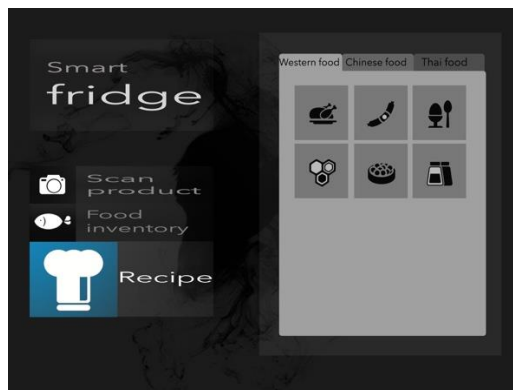 Smart
fridge
Scan
product
Food
inventory
Recipe
Western food Chinese food Thai food